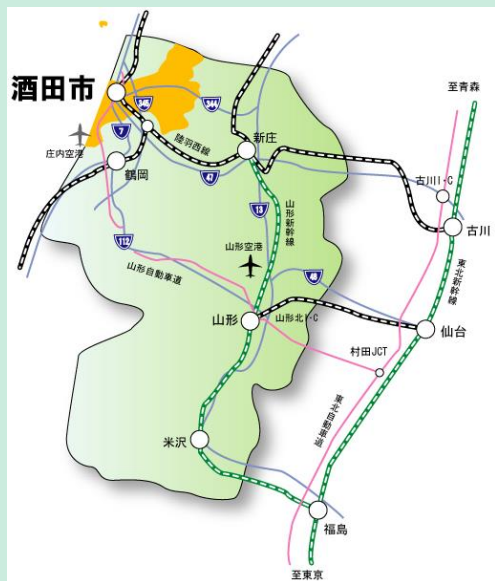 至青森
酒田市
345
344
7
陸羽西線
新庄
庄内空港
鶴岡
47
古川I・C
古川
13
山形新幹線
112
山形空港
山形自動車道
48
東北新幹線
山形
山形北I・C
仙台
村田JCT
東北自動車道
米沢
福島
至東京